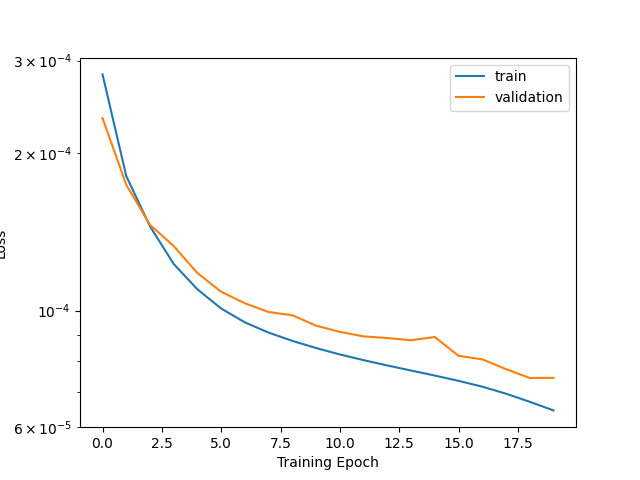 3 × 10⁻⁴
2 × 10⁻⁴
10⁻⁴
6 × 10⁻⁵
Loss
0.0 2.5 5.0 7.5 10.0 12.5 15.0 17.5
Training Epoch
train
validation